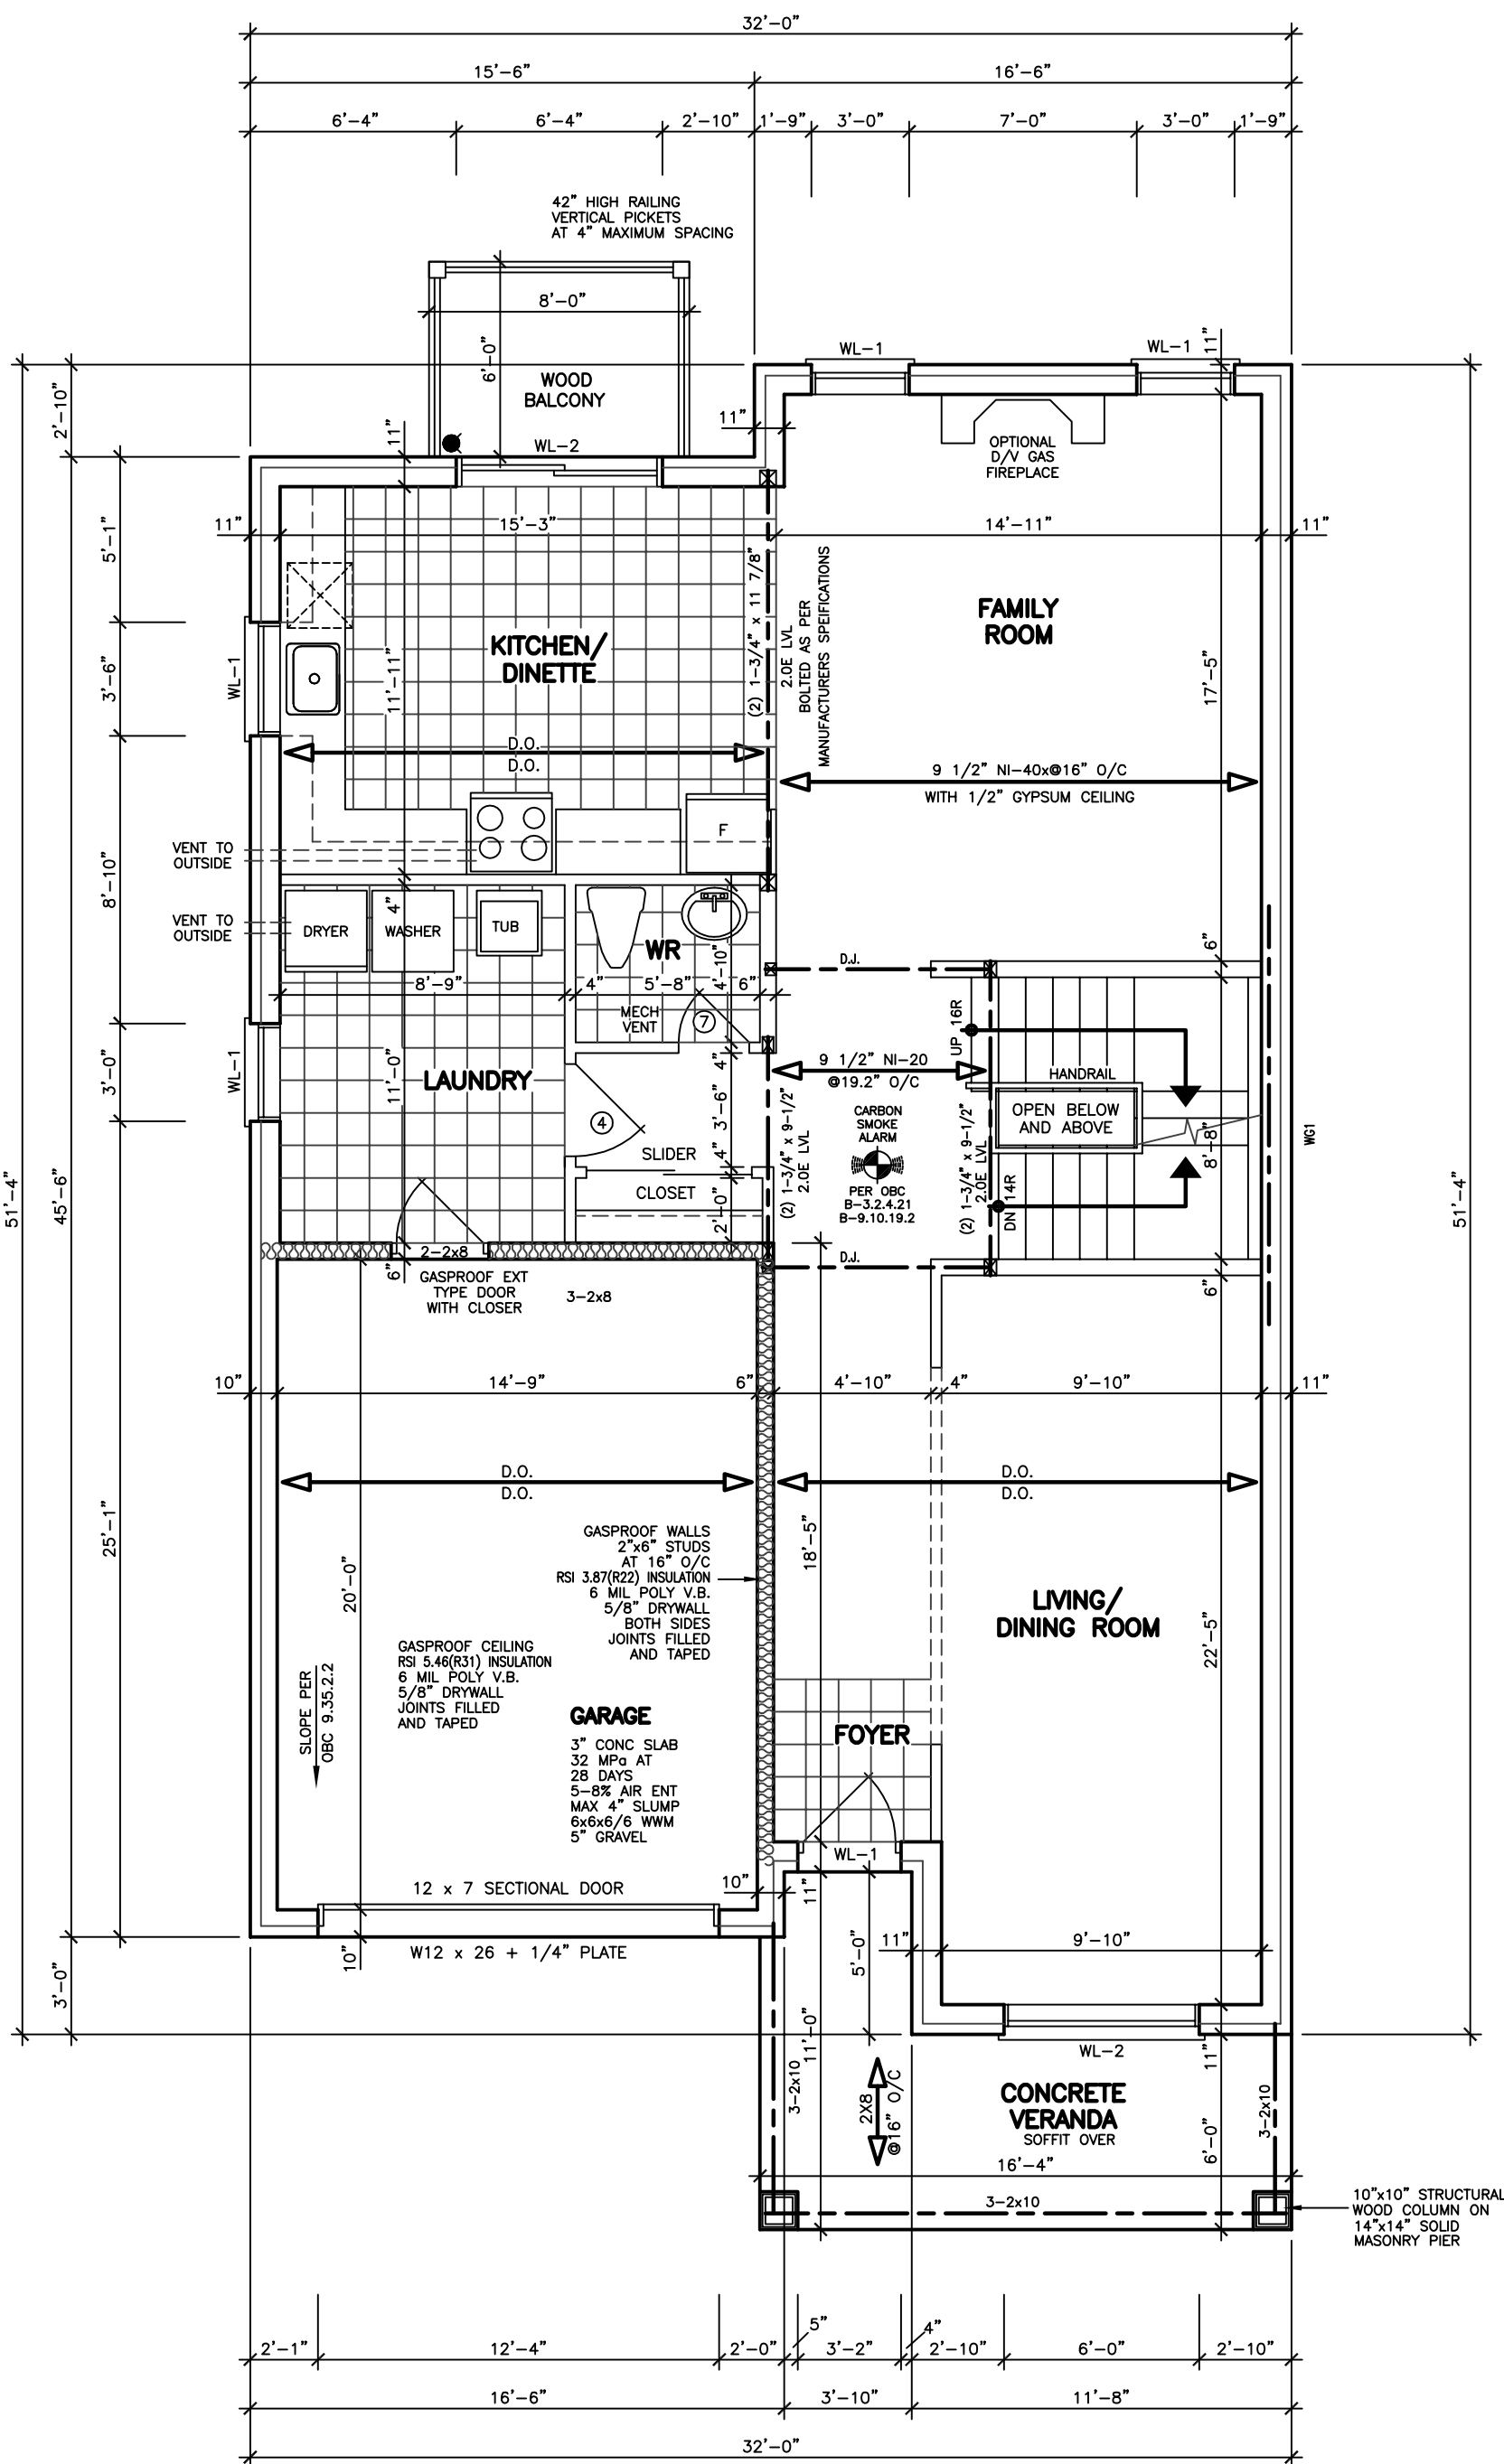 32'-0"
15'-6"
16'-6"
6'-4"
6'-4"
2'-10"
1'-9"
3'-0"
7'-0"
3'-0"
1'-9"
42" HIGH RAILING
VERTICAL PICKETS
AT 4" MAXIMUM SPACING
8'-0"
6'-0"
WOOD
BALCONY
WL-2
WL-1
WL-1
11"
11"
11"
2'-10"
OPTIONAL
D/V GAS
FIREPLACE
11"
15'-3"
14'-11"
11"
5'-1"
3'-6"
8'-10"
3'-0"
25'-1"
45'-6"
51'-4"
3'-0"
51'-4"
WL-1
WL-1
KITCHEN/
DINETTE
11'-11"
(2) 1-3/4" x 11 7/8"
2.0E LVL
BOLTED AS PER
MANUFACTURERS SPEIFICATIONS
FAMILY
ROOM
17'-5"
D.O.
D.O.
9 1/2" NI-40x@16" O/C
WITH 1/2" GYPSUM CEILING
F
VENT TO
OUTSIDE
VENT TO
OUTSIDE
DRYER
WASHER
TUB
4"
WR
4'-10"
8'-9"
4"
5'-8"
6"
MECH
VENT
7
D.J.
6"
UP 16R
HANDRAIL
OPEN BELOW
AND ABOVE
8'-8"
WG1
LAUNDRY
11'-0"
4
4"
3'-6"
4"
SLIDER
CLOSET
2'-0"
9 1/2" NI-20
@19.2" O/C
CARBON
SMOKE
ALARM
PER OBC
B-3.2.4.21
B-9.10.19.2
(2) 1-3/4" x 9-1/2"
2.0E LVL
(2) 1-3/4" x 9-1/2"
2.0E LVL
DN 14R
D.J.
6"
6"
2-2x8
GASPROOF EXT
TYPE DOOR
WITH CLOSER
3-2x8
10"
14'-9"
6"
4'-10"
4"
9'-10"
11"
D.O.
D.O.
D.O.
D.O.
18'-5"
20'-0"
22'-5"
GASPROOF WALLS
2"x6" STUDS
AT 16" O/C
RSI 3.87(R22) INSULATION
6 MIL POLY V.B.
5/8" DRYWALL
BOTH SIDES
JOINTS FILLED
AND TAPED
GASPROOF CEILING
RSI 5.46(R31) INSULATION
6 MIL POLY V.B.
5/8" DRYWALL
JOINTS FILLED
AND TAPED
SLOPE PER
OBC 9.35.2.2
GARAGE
3" CONC SLAB
32 MPa AT
28 DAYS
5-8% AIR ENT
MAX 4" SLUMP
6x6x6/6 WWM
5" GRAVEL
LIVING/
DINING ROOM
FOYER
WL-1
12 x 7 SECTIONAL DOOR
10"
11"
W12 x 26 + 1/4" PLATE
10"
11"
9'-10"
5'-0"
11'-0"
WL-2
11"
3-2x10
2X8
@16" O/C
CONCRETE
VERANDA
SOFFIT OVER
6'-0"
3-2x10
16'-4"
3-2x10
10"x10" STRUCTURAL
WOOD COLUMN ON
14"x14" SOLID
MASONRY PIER
2'-1"
12'-4"
2'-0"
5"
3'-2"
4"
2'-10"
6'-0"
2'-10"
16'-6"
3'-10"
11'-8"
32'-0"